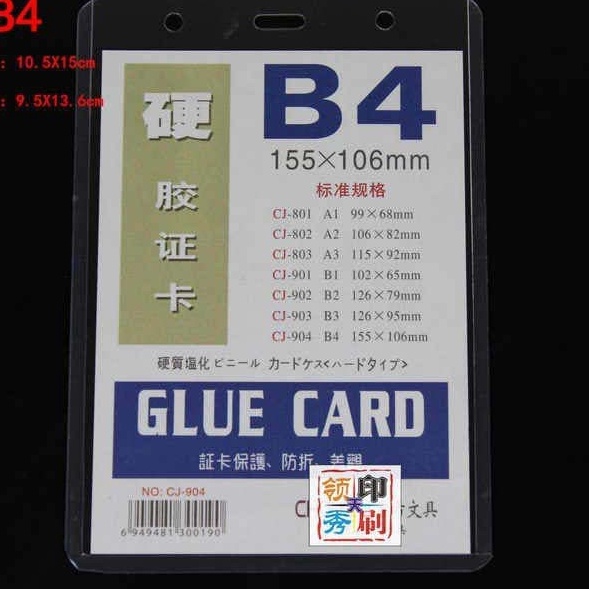 B4
: 10.5X15cm
: 9.5X13.6cm
硬
胶
证
卡
B4
155×106mm
标准规格
CJ-801 A1 99×68mm
CJ-802 A2 106×82mm
CJ-803 A3 115×92mm
CJ-901 B1 102×65mm
CJ-902 B2 126×79mm
CJ-903 B3 126×95mm
CJ-904 B4 155×106mm
硬質塩化ビニール カードケス<ハードタイプ>
GLUE CARD
証卡保護、防折、美觀
NO: CJ-904
6 949481 300190
文具
领秀天印刷